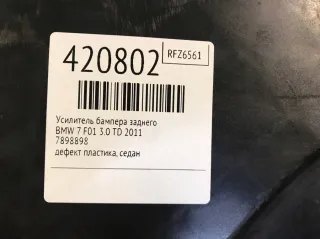 420802
RFZ6561
Усилитель бампера заднего
BMW 7 F01 3.0 TD 2011
7898898
дефект пластика, седан